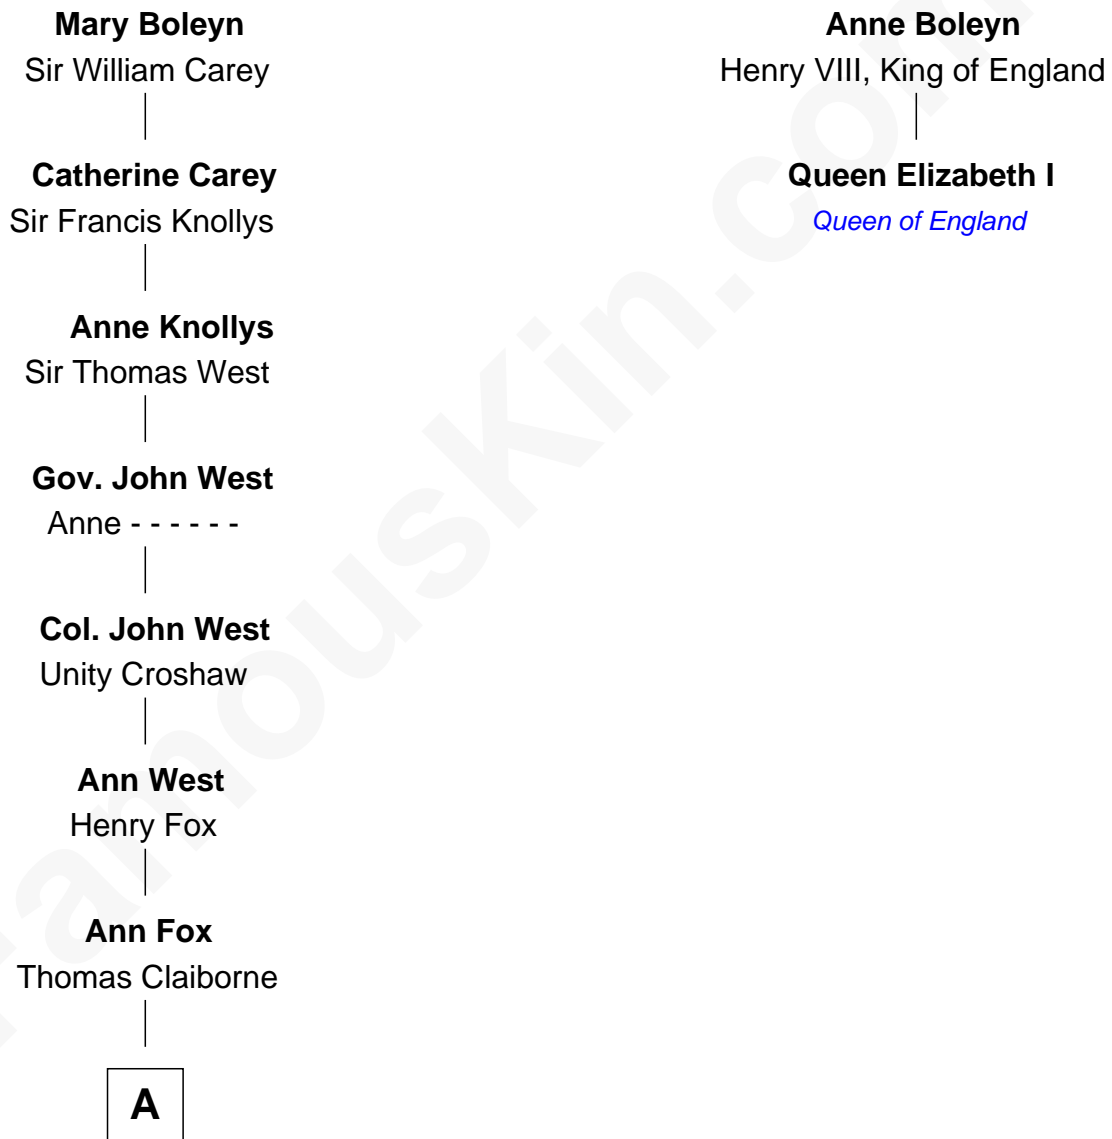 Mary Boleyn
Sir William Carey
Anne Boleyn
Henry VIII, King of England
Catherine Carey
Sir Francis Knollys
Queen Elizabeth I
Queen of England
Anne Knollys
Sir Thomas West
Gov. John West
Anne - - - - - -
Col. John West
Unity Croshaw
Ann West
Henry Fox
Ann Fox
Thomas Claiborne
A
FamousKin.com